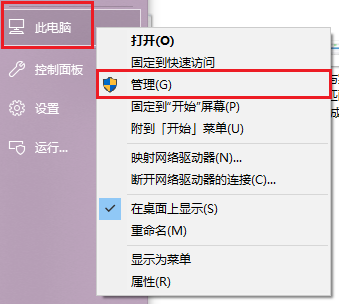 此电脑
控制面板
设置
运行...
打开(O)
固定到快速访问
管理(G)
固定到"开始"屏幕(P)
附到「开始」菜单(U)
映射网络驱动器(N)...
断开网络驱动器的连接(C)...
在桌面上显示(S)
重命名(M)
显示为菜单
属性(R)